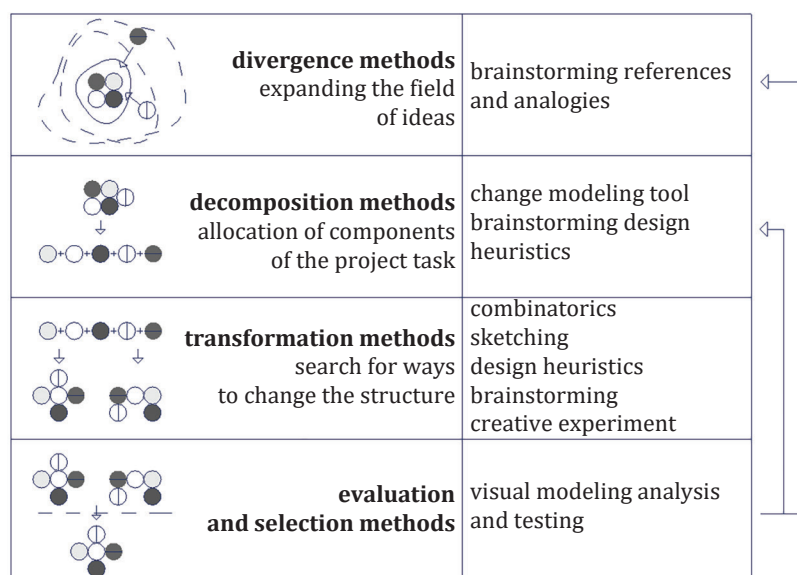 divergence methods
expanding the field
of ideas
brainstorming references
and analogies
decomposition methods
allocation of components
of the project task
change modeling tool
brainstorming design
heuristics
transformation methods
search for ways
to change the structure
combinatorics
sketching
design heuristics
brainstorming
creative experiment
evaluation
and selection methods
visual modeling analysis
and testing